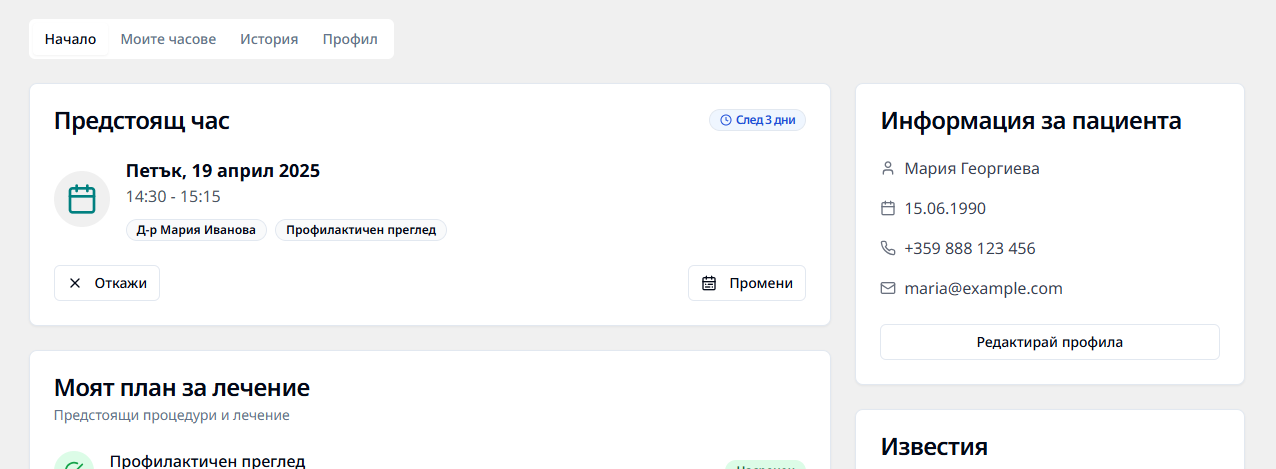 Начало Моите часове История Профил
Предстоящ час
След 3 дни
Петък, 19 април 2025
14:30 - 15:15
Д-р Мария Иванова Профилактичен преглед
Откажи
Промени
Моят план за лечение
Предстоящи процедури и лечение
Профилактичен преглед
Информация за пациента
Мария Георгиева
15.06.1990
+359 888 123 456
maria@example.com
Редактирай профила
Известия